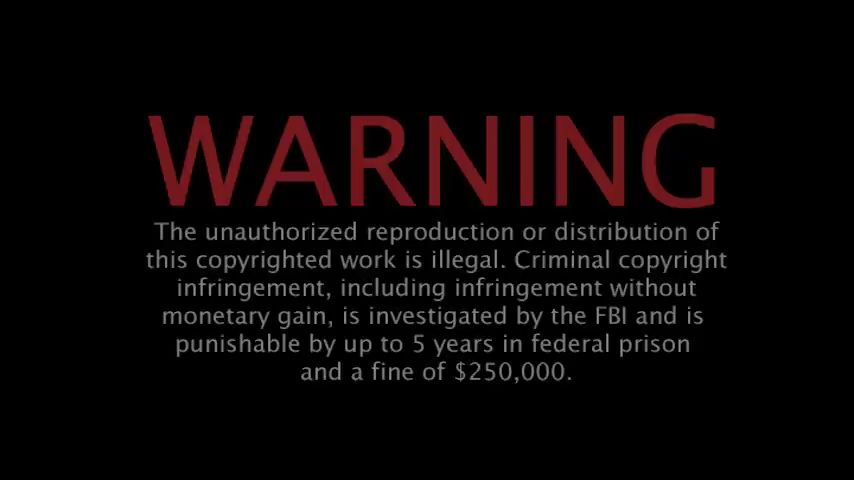 WARNING
The unauthorized reproduction or distribution of
this copyrighted work is illegal. Criminal copyright
infringement, including infringement without
monetary gain, is investigated by the FBI and is
punishable by up to 5 years in federal prison
and a fine of $250,000.